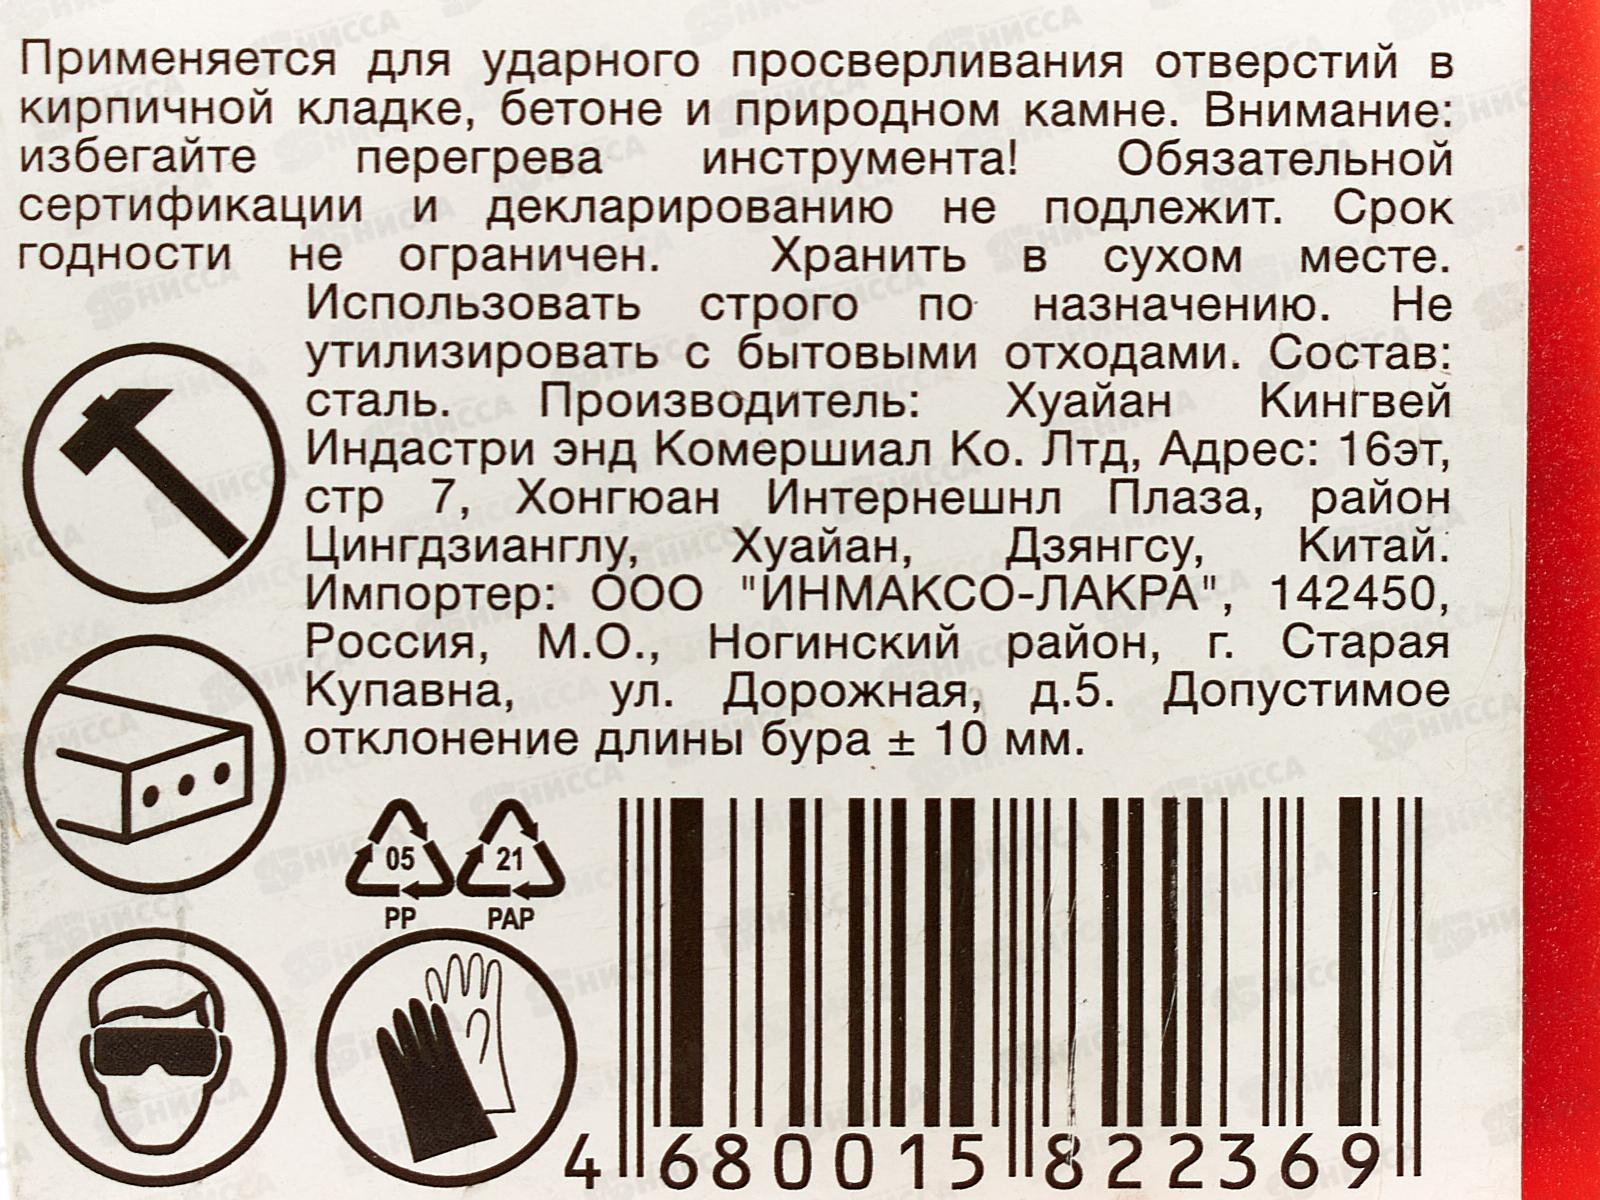 Применяется для ударного просверливания отверстий в
кирпичной кладке, бетоне и природном камне. Внимание:
избегайте перегрева инструмента! Обязательной
сертификации и декларированию не подлежит. Срок
годности не ограничен. Хранить в сухом месте.
Использовать строго по назначению. Не
утилизировать с бытовыми отходами. Состав:
сталь. Производитель: Хуайан Кингвей
Индастри энд Комершиал Ко. Лтд, Адрес: 16эт,
стр 7, Хонгюан Интернешнл Плаза, район
Цингдзианглу, Хуайан, Дзянгсу, Китай.
Импортер: ООО "ИНМАКСО-ЛАКРА", 142450,
Россия, М.О., Ногинский район, г. Старая
Купавна, ул. Дорожная, д.5. Допустимое
отклонение длины бура ± 10 мм.
05 21
PP PAP
4 680015 822369
НИССА